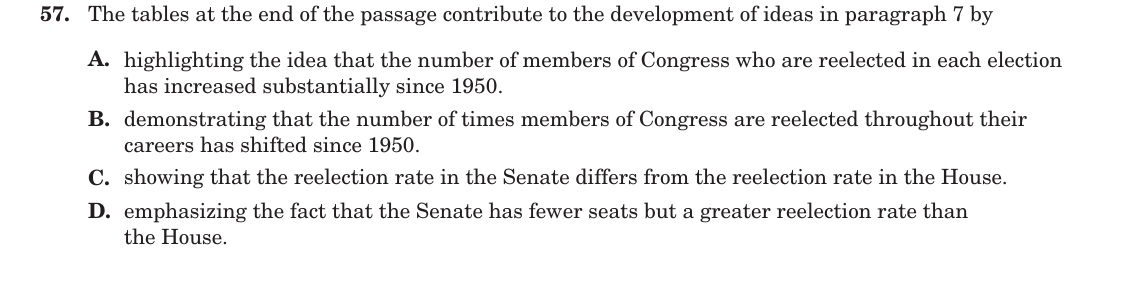 57. The tables at the end of the passage contribute to the development of ideas in paragraph 7 by
A. highlighting the idea that the number of members of Congress who are reelected in each election
has increased substantially since 1950.
B. demonstrating that the number of times members of Congress are reelected throughout their
careers has shifted since 1950.
C. showing that the reelection rate in the Senate differs from the reelection rate in the House.
D. emphasizing the fact that the Senate has fewer seats but a greater reelection rate than
the House.